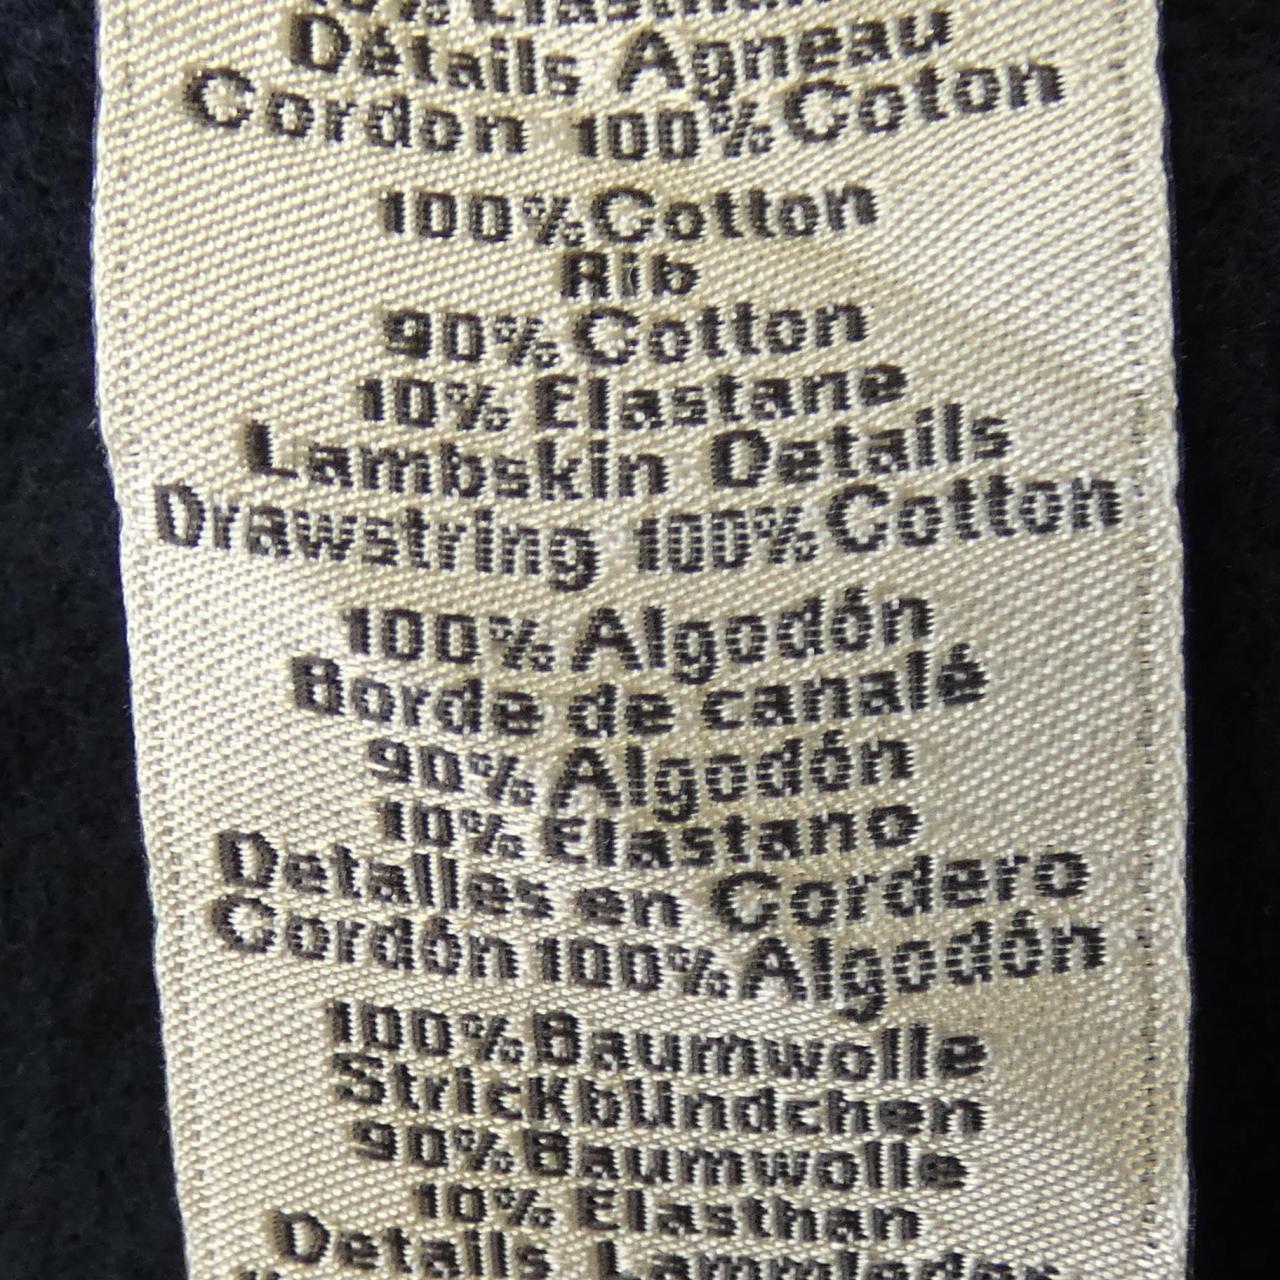 Détails Agneau
Cordon 100% Coton
100% Cotton
Rib
90% Cotton
10% Elastane
Lambskin Details
Drawstring 100% Cotton
100% Algodón
Borde de canalé
90% Algodón
10% Elastano
Detalles en Cordero
Cordón 100% Algodón
100% Baumwolle
Strickbündchen
90% Baumwolle
10% Elasthan
Details Lammleder